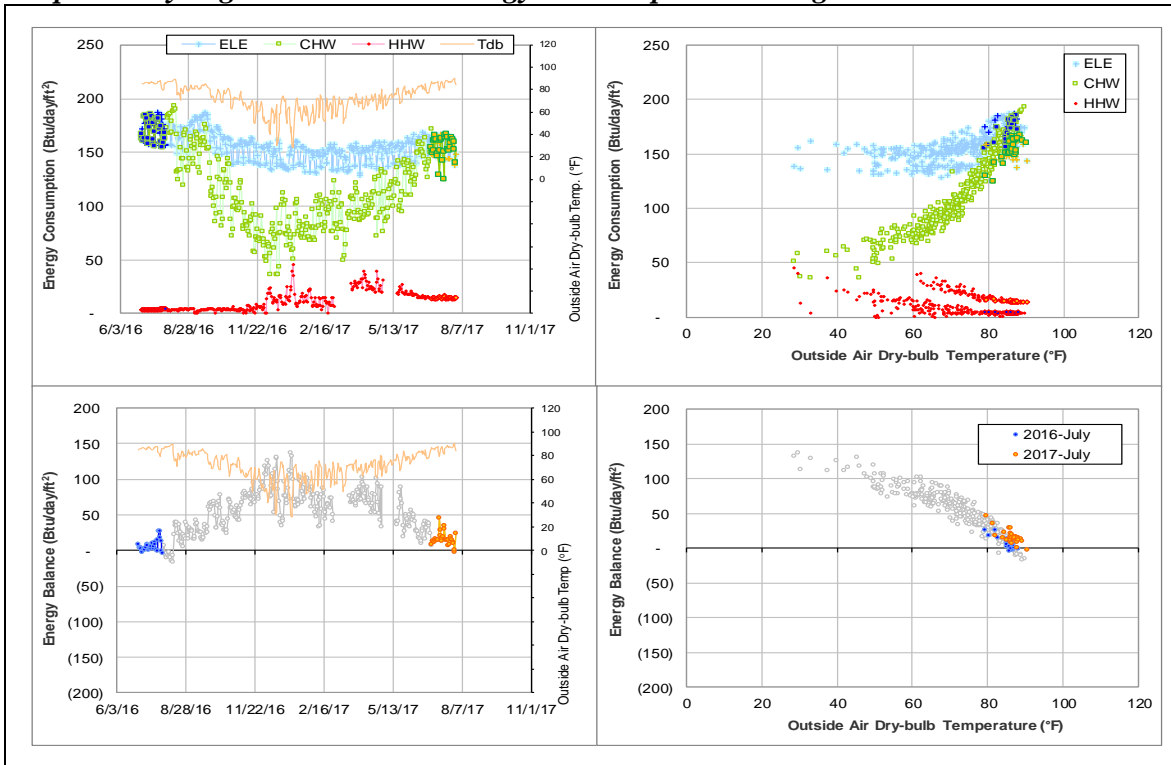 ELE CHW HHW Tdb
250
200
150
100
50
-
Energy Consumption (Btu/day/ft²)
120
100
80
60
40
20
0
Outside Air Dry-bulb Temp. (°F)
6/3/16 8/28/16 11/22/16 2/16/17 5/13/17 8/7/17 11/1/17
250
200
150
100
50
-
Energy Consumption (Btu/day/ft²)
ELE
CHW
HHW
0 20 40 60 80 100 120
Outside Air Dry-bulb Temperature (°F)
200
150
100
50
-
(50)
(100)
(150)
(200)
Energy Balance (Btu/day/ft²)
120
100
80
60
40
20
0
Outside Air Dry-bulb Temp (°F)
6/3/16 8/28/16 11/22/16 2/16/17 5/13/17 8/7/17 11/1/17
200
150
100
50
-
(50)
(100)
(150)
(200)
Energy Balance (Btu/day/ft²)
2016-July
2017-July
0 20 40 60 80 100 120
Outside Air Dry-bulb Temperature (°F)